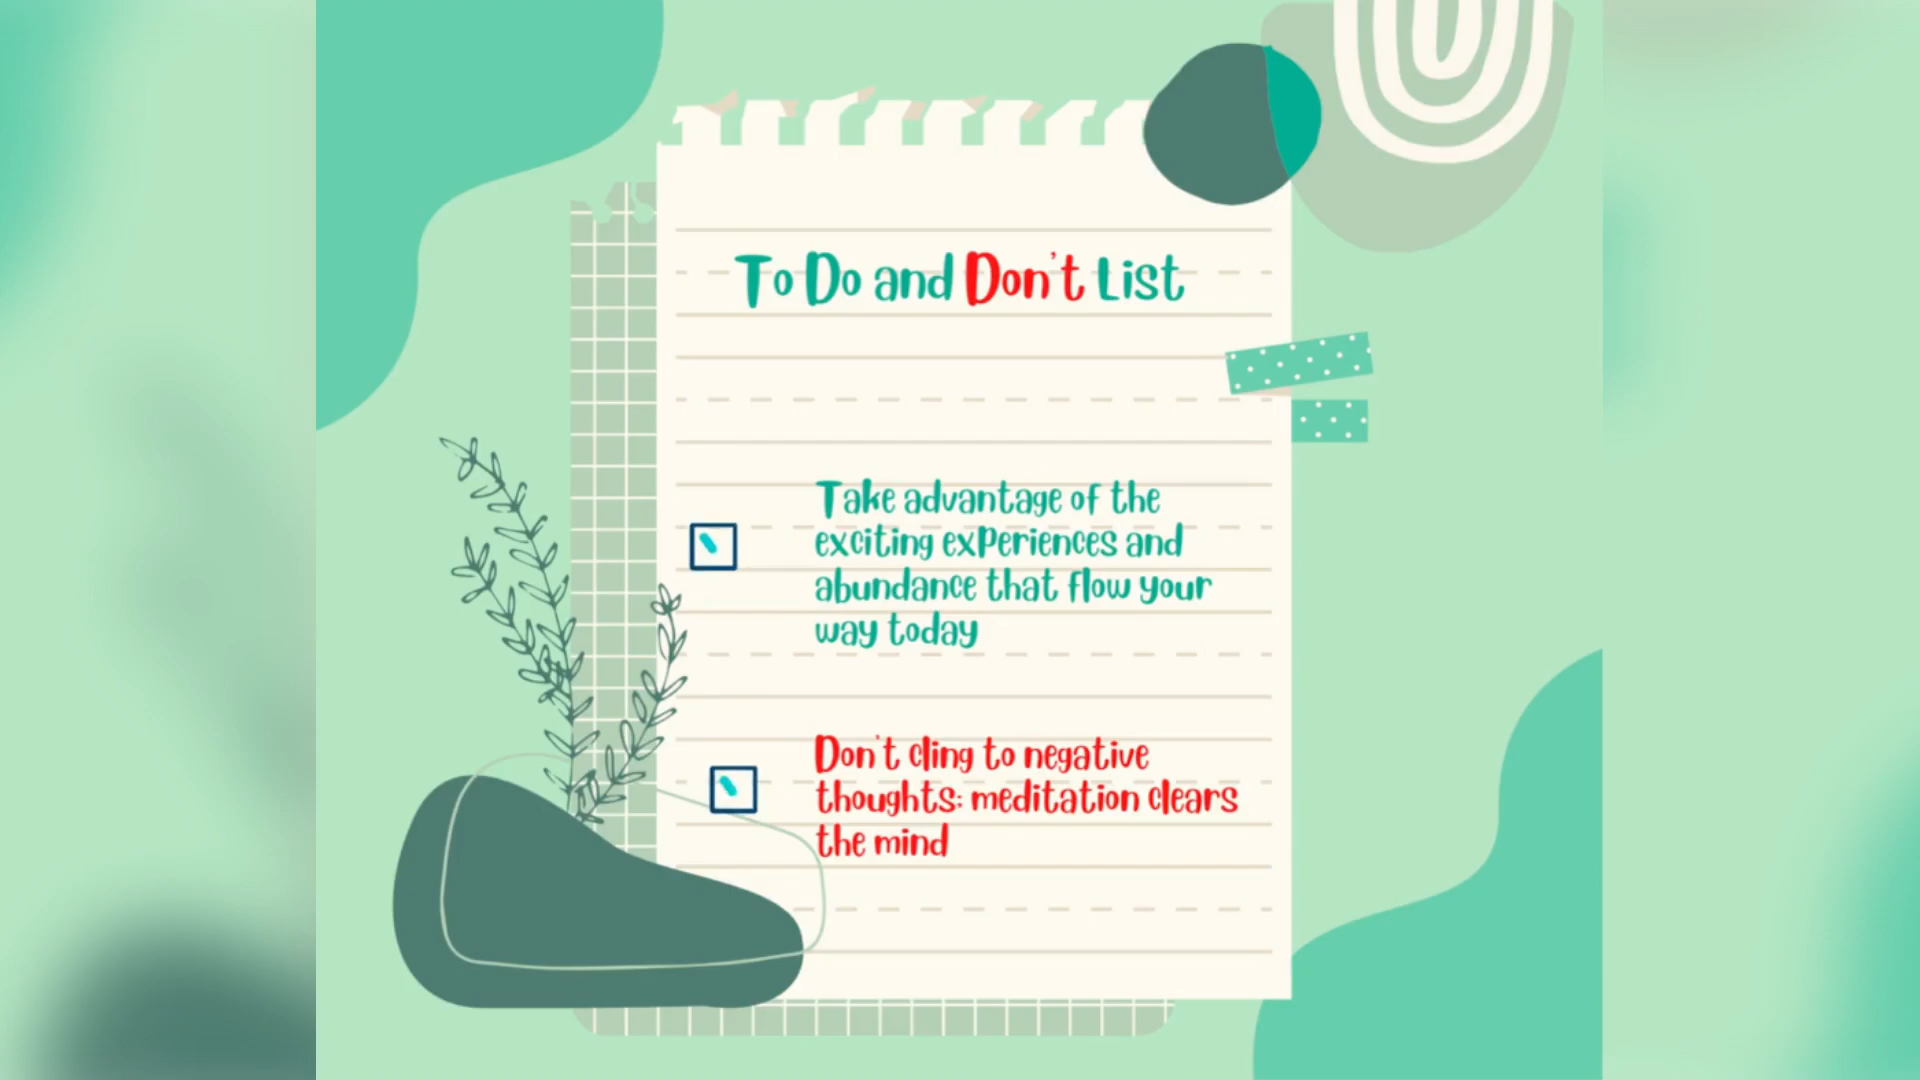 To Do and Don't List
Take advantage of the
exciting experiences and
abundance that flow your
way today
Don't cling to negative
thoughts: meditation clears
the mind